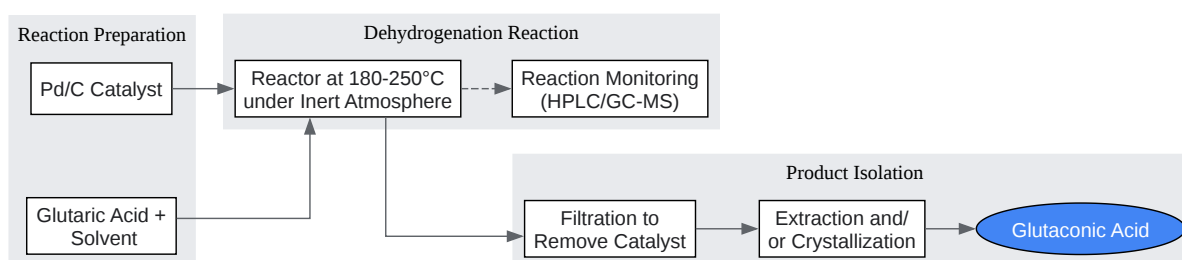 Reaction Preparation
Pd/C Catalyst
Glutaric Acid +
Solvent
Dehydrogenation Reaction
Reactor at 180-250°C
under Inert Atmosphere
Reaction Monitoring
(HPLC/GC-MS)
Product Isolation
Filtration to
Remove Catalyst
Extraction and/
or Crystallization
Glutaconic Acid